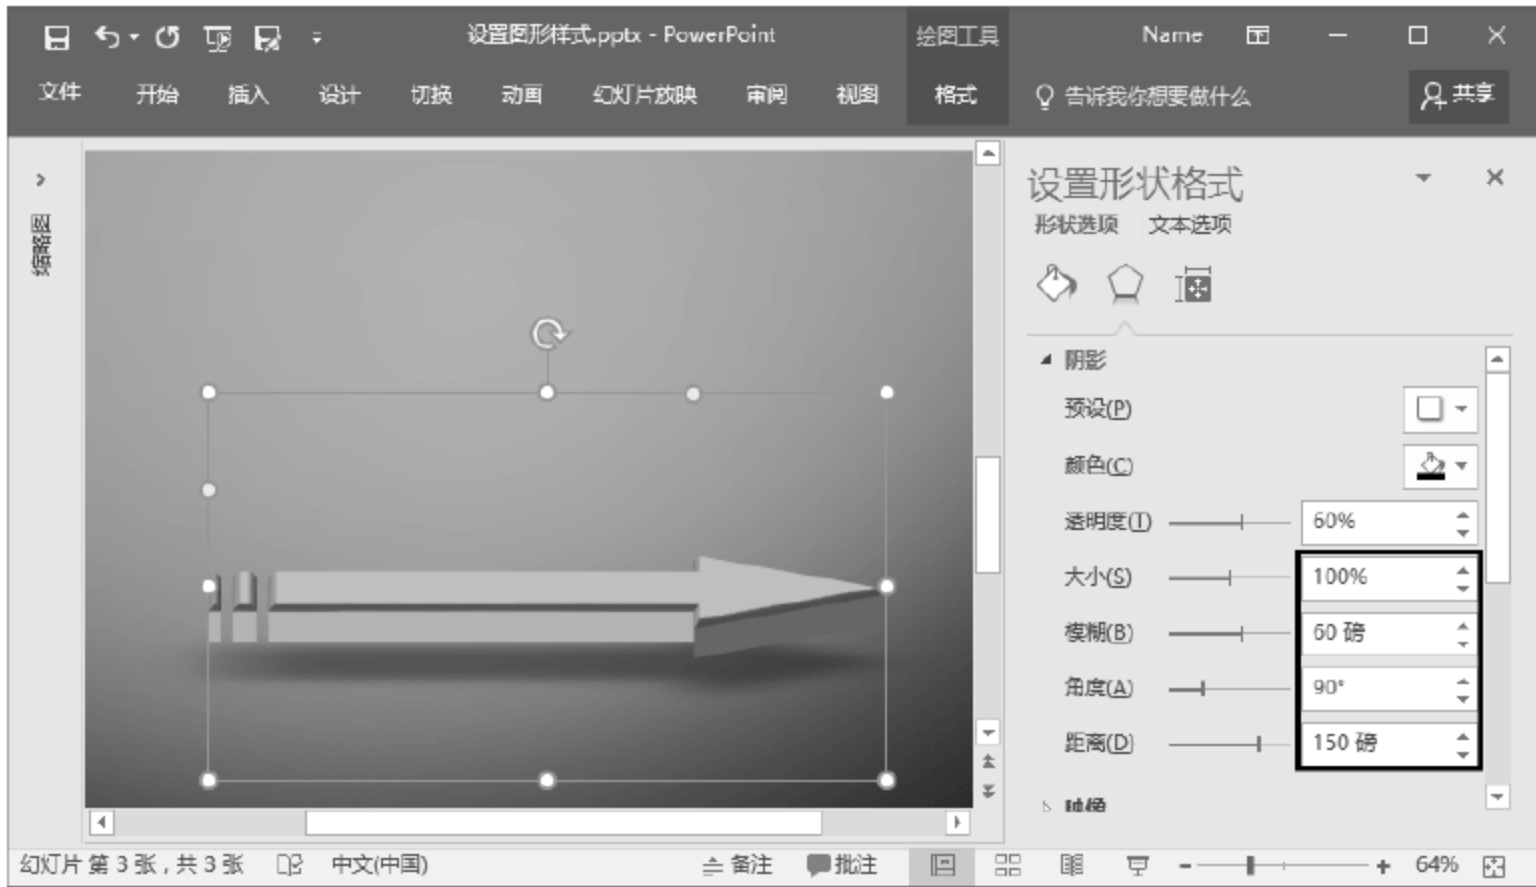 设置图形样式.pptx - PowerPoint
绘图工具
Name
文件
开始
插入
设计
切换
动画
幻灯片放映
审阅
视图
格式
告诉我你想要做什么
共享
缩略图
设置形状格式
形状选项 文本选项
阴影
预设(P)
颜色(C)
透明度(T) 60%
大小(S) 100%
模糊(B) 60 磅
角度(A) 90°
距离(D) 150 磅
映像
幻灯片 第 3 张，共 3 张
中文(中国)
备注
批注
64%